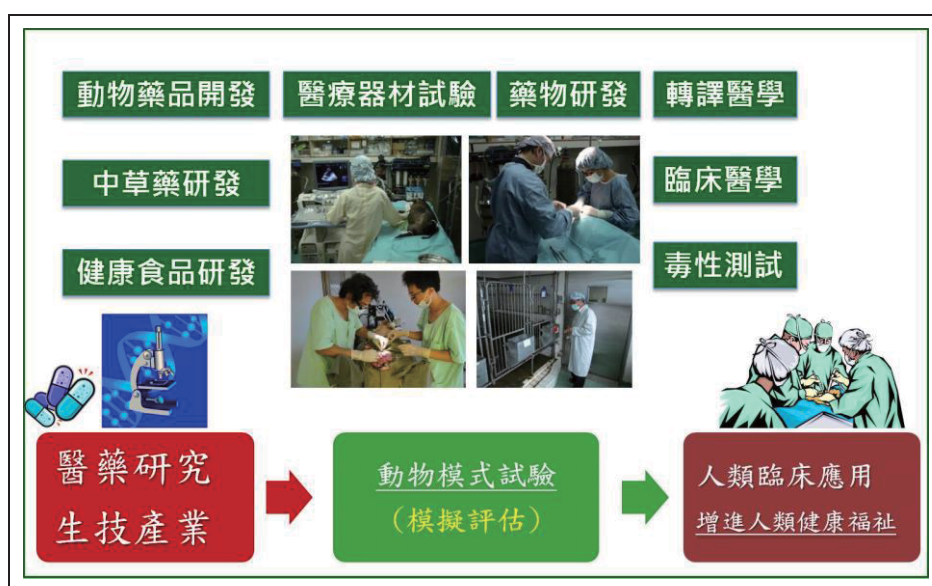 動物藥品開發
醫療器材試驗
藥物研發
轉譯醫學
中草藥研發
臨床醫學
健康食品研發
毒性測試
醫藥研究
生技產業
動物模式試驗
(模擬評估)
人類臨床應用
增進人類健康福祉